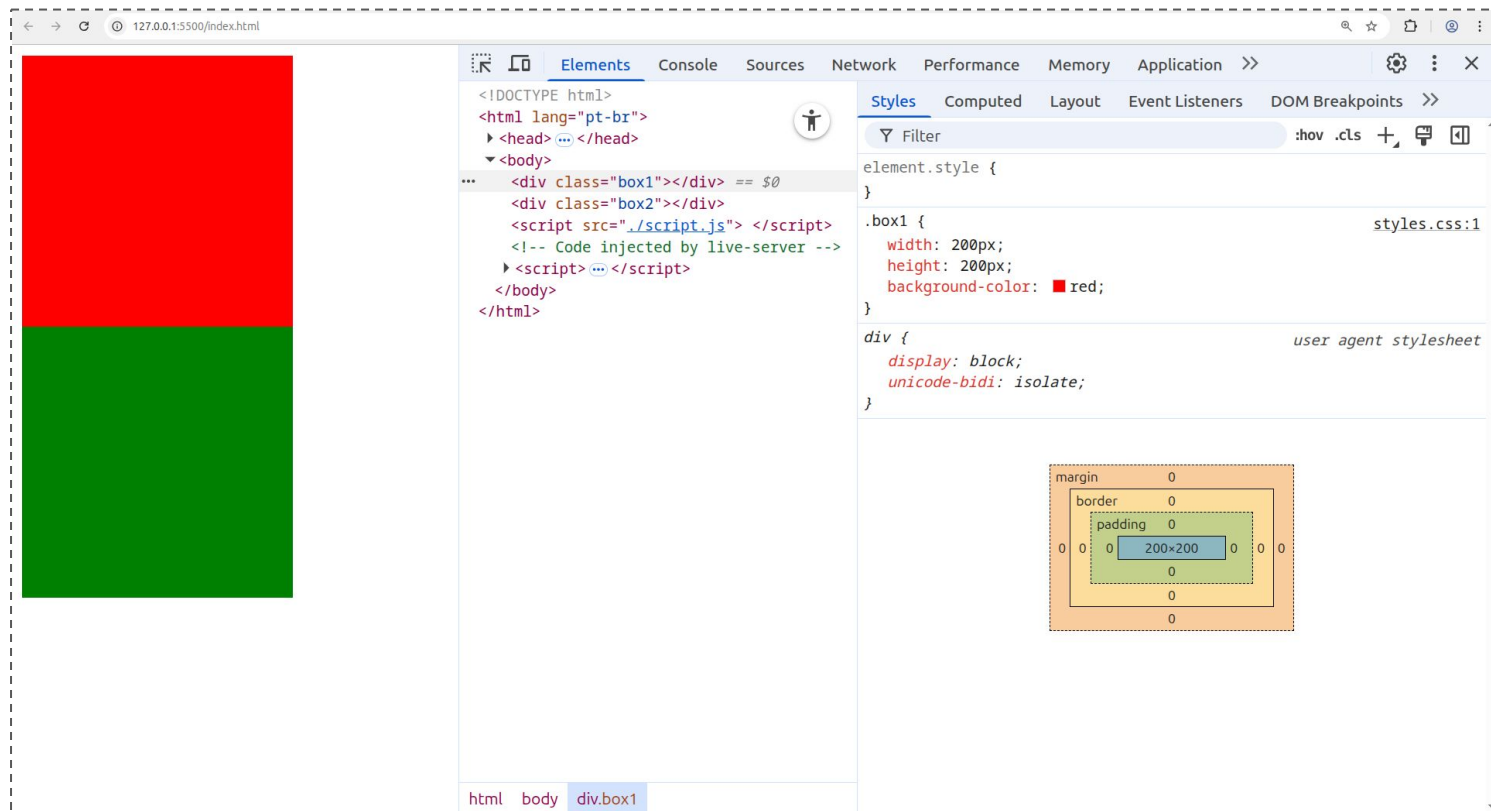 127.0.0.1:5500/index.html
Elements Console Sources Network Performance Memory Application
<!DOCTYPE html>
<html lang="pt-br">
<head> ··· </head>
<body>
··· <div class="box1"></div> == $0
<div class="box2"></div>
<script src="./script.js"> </script>
<!-- Code injected by live-server -->
<script> ··· </script>
</body>
</html>
html body div.box1
Styles Computed Layout Event Listeners DOM Breakpoints
Filter :hov .cls
element.style {
}
.box1 { styles.css:1
width: 200px;
height: 200px;
background-color: red;
}
div { user agent stylesheet
display: block;
unicode-bidi: isolate;
}
margin 0
border 0
padding 0
0 0 0 200×200 0 0 0
0
0
0